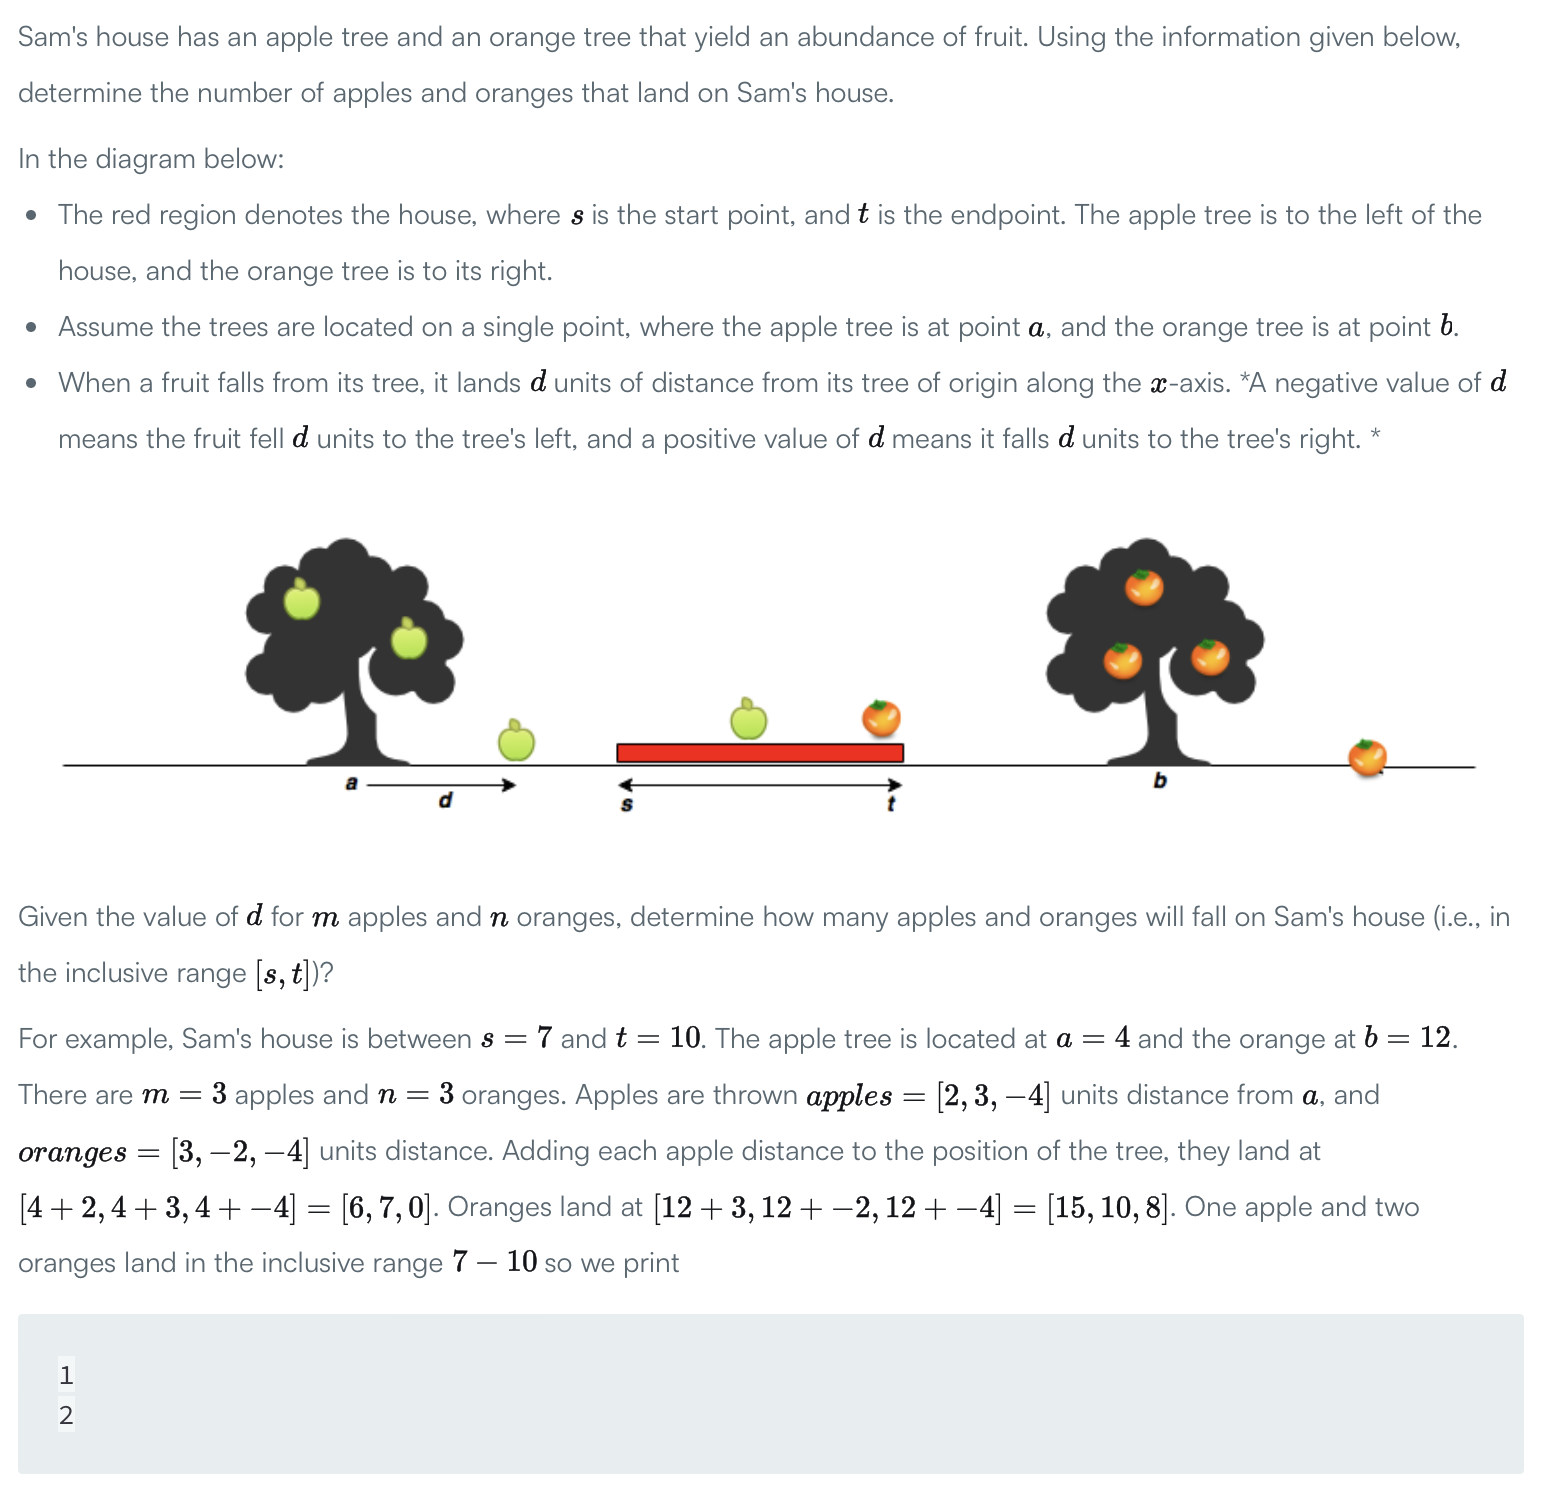 Sam's house has an apple tree and an orange tree that yield an abundance of fruit. Using the information given below,
determine the number of apples and oranges that land on Sam's house.
In the diagram below:
• The red region denotes the house, where s is the start point, and t is the endpoint. The apple tree is to the left of the
house, and the orange tree is to its right.
• Assume the trees are located on a single point, where the apple tree is at point a, and the orange tree is at point b.
• When a fruit falls from its tree, it lands d units of distance from its tree of origin along the x-axis. *A negative value of d
means the fruit fell d units to the tree's left, and a positive value of d means it falls d units to the tree's right. *
a d s t b
Given the value of d for m apples and n oranges, determine how many apples and oranges will fall on Sam's house (i.e., in
the inclusive range [s, t])?
For example, Sam's house is between s = 7 and t = 10. The apple tree is located at a = 4 and the orange at b = 12.
There are m = 3 apples and n = 3 oranges. Apples are thrown apples = [2, 3, −4] units distance from a, and
oranges = [3, −2, −4] units distance. Adding each apple distance to the position of the tree, they land at
[4 + 2, 4 + 3, 4 + −4] = [6, 7, 0]. Oranges land at [12 + 3, 12 + −2, 12 + −4] = [15, 10, 8]. One apple and two
oranges land in the inclusive range 7 − 10 so we print
1
2